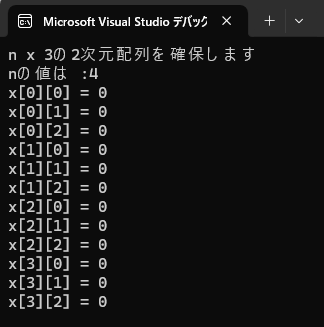 Microsoft Visual Studio デバッグ
n x 3の2次元配列を確保します
nの値は :4
x[0][0] = 0
x[0][1] = 0
x[0][2] = 0
x[1][0] = 0
x[1][1] = 0
x[1][2] = 0
x[2][0] = 0
x[2][1] = 0
x[2][2] = 0
x[3][0] = 0
x[3][1] = 0
x[3][2] = 0